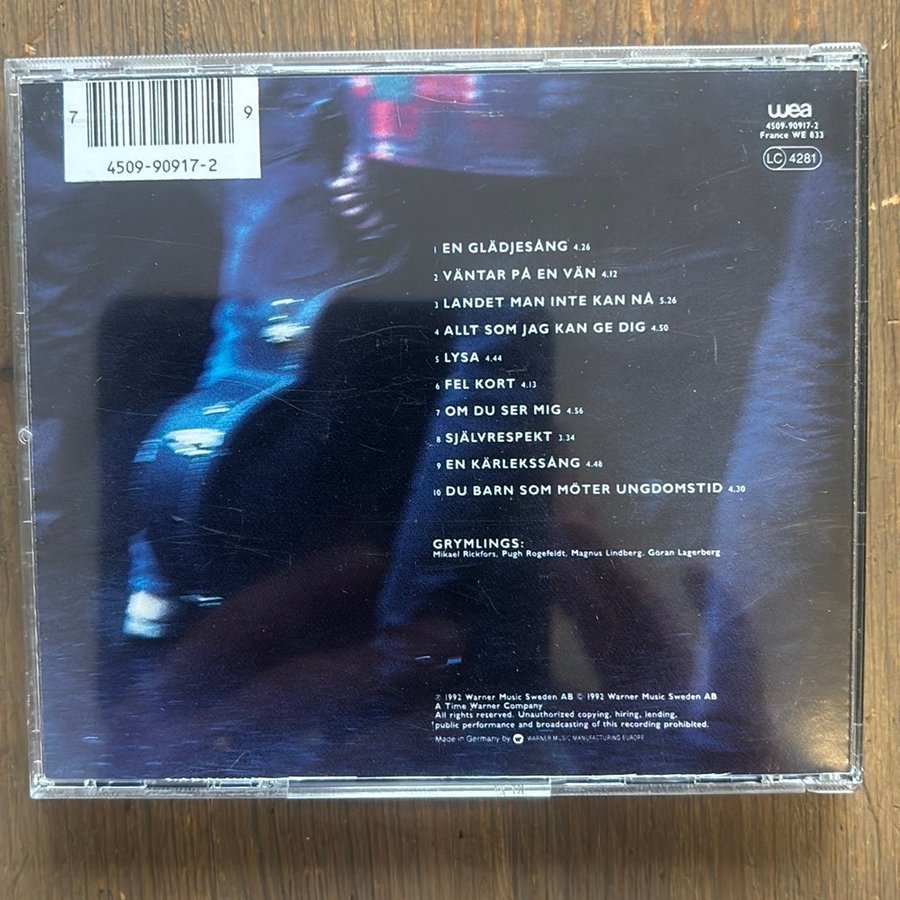 7 9
4509-90917-2
wea
4509-90917-2
France WE 833
LC 4281
1 EN GLÄDJESÅNG 4.26
2 VÄNTAR PÅ EN VÄN 4.12
3 LANDET MAN INTE KAN NÅ 5.26
4 ALLT SOM JAG KAN GE DIG 4.50
5 LYSA 4.44
6 FEL KORT 4.13
7 OM DU SER MIG 4.56
8 SJÄLVRESPEKT 3.34
9 EN KÄRLEKSSÅNG 4.48
10 DU BARN SOM MÖTER UNGDOMSTID 4.30
GRYMLINGS:
Mikael Rickfors, Pugh Rogefeldt, Magnus Lindberg, Göran Lagerberg
℗ 1992 Warner Music Sweden AB © 1992 Warner Music Sweden AB
A Time Warner Company
All rights reserved. Unauthorized copying, hiring, lending,
public performance and broadcasting of this recording prohibited.
Made in Germany by WARNER MUSIC MANUFACTURING EUROPE